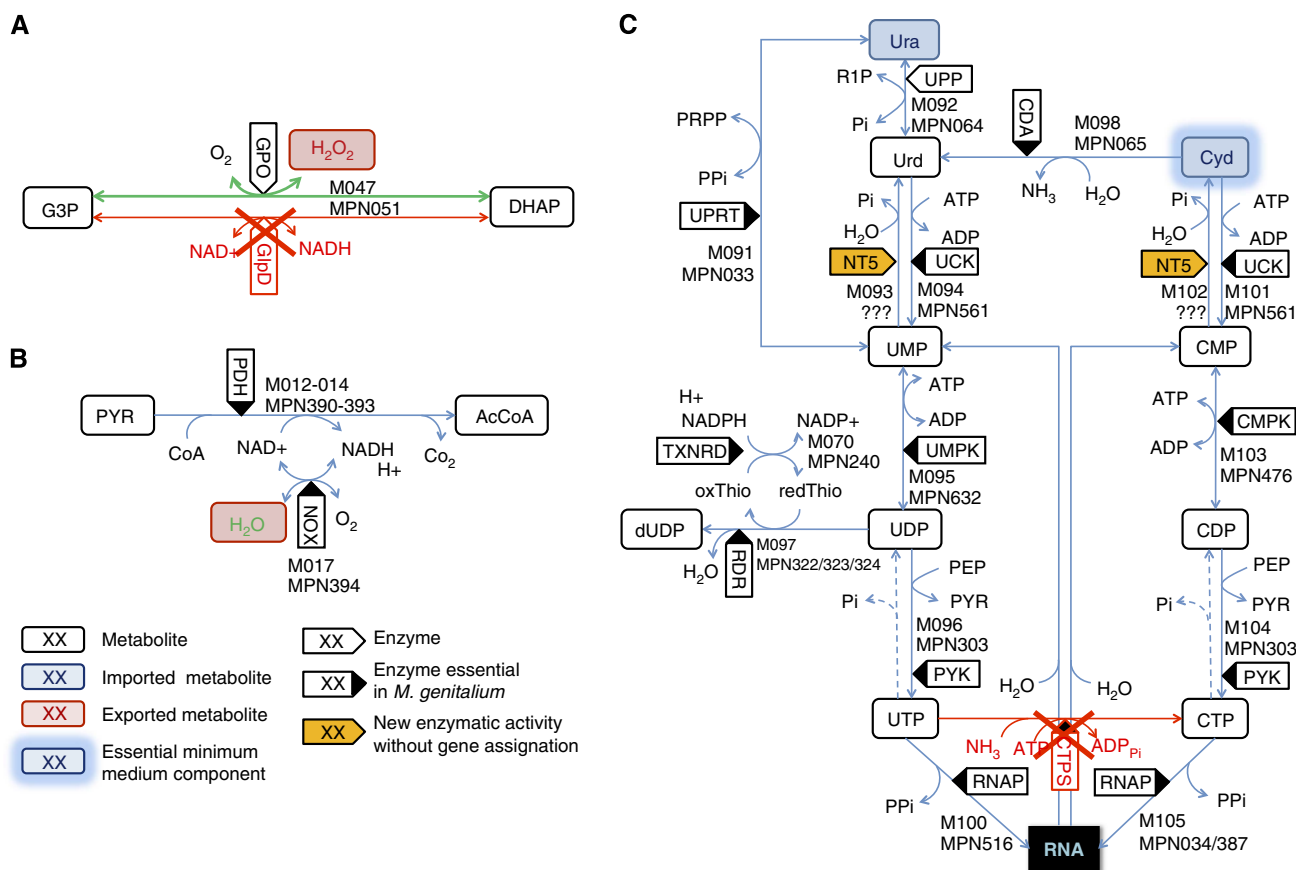 A
GPO
O2
H2O2
M047
MPN051
G3P
DHAP
NAD+
NADH
GlpD
B
PDH
M012-014
MPN390-393
PYR
AcCoA
CoA
NAD+
NADH
H+
Co2
H2O
NOX
O2
M017
MPN394
XX Metabolite
XX Imported metabolite
XX Exported metabolite
XX Essential minimum
medium component
XX Enzyme
XX Enzyme essential
in M. genitalium
XX New enzymatic activity
without gene assignation
C
Ura
R1P
UPP
M092
MPN064
Pi
PRPP
PPi
CDA
M098
MPN065
Urd
Cyd
NH3
H2O
UPRT
M091
MPN033
Pi
ATP
H2O
ADP
NT5
UCK
M093
???
M094
MPN561
Pi
ATP
H2O
ADP
NT5
UCK
M102
???
M101
MPN561
UMP
CMP
ATP
ADP
H+
NADPH
NADP+
M070
MPN240
TXNRD
UMPK
M095
MPN632
ATP
ADP
CMPK
M103
MPN476
oxThio
redThio
dUDP
UDP
CDP
H2O
RDR
M097
MPN322/323/324
PEP
Pi
PYR
M096
MPN303
PYK
PEP
Pi
PYR
M104
MPN303
PYK
H2O
H2O
UTP
CTP
NH3
ATP
CTPS
ADP
Pi
RNAP
RNAP
PPi
PPi
M100
MPN516
M105
MPN034/387
RNA